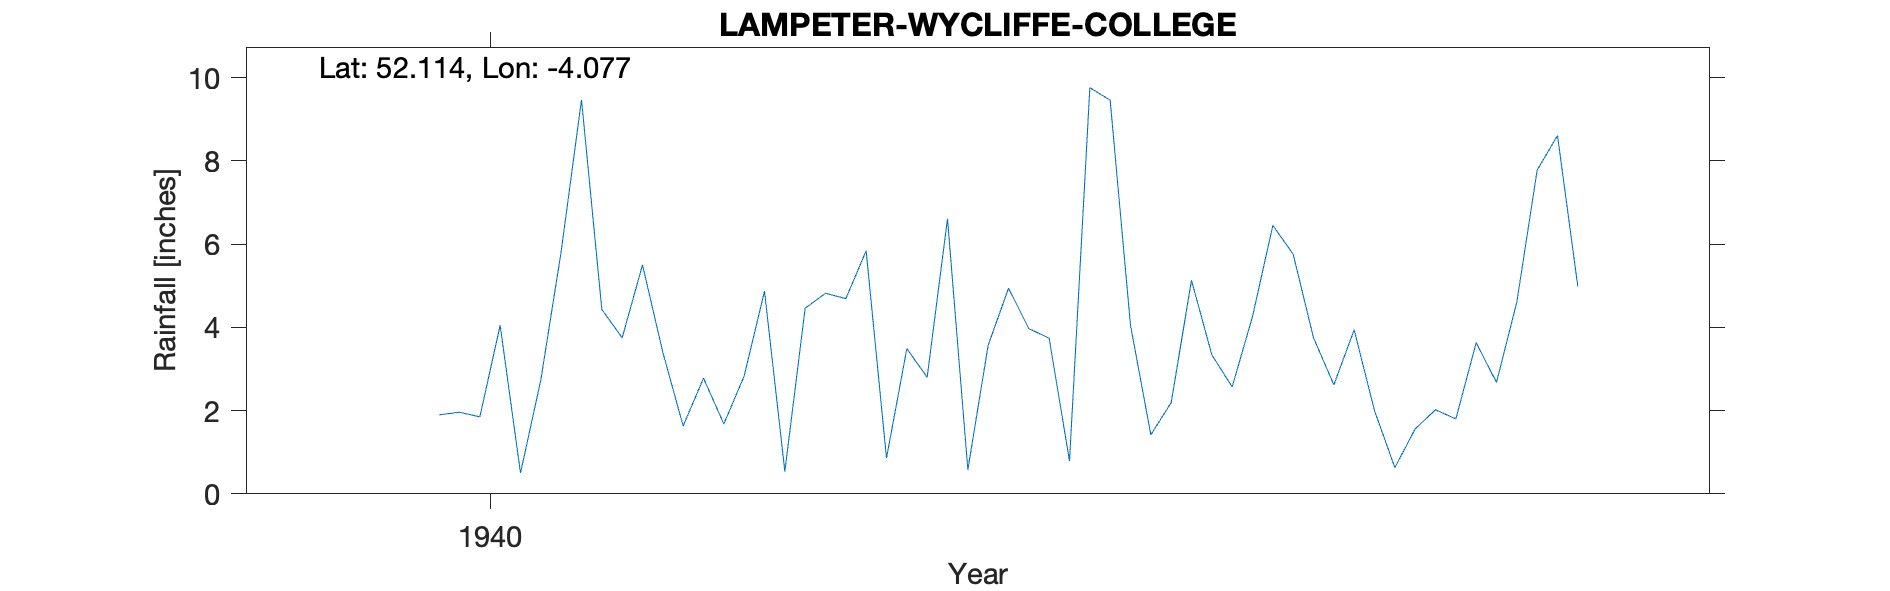 LAMPETER-WYCLIFFE-COLLEGE
Lat: 52.114, Lon: -4.077
10
8
6
4
2
0
Rainfall [inches]
1940
Year